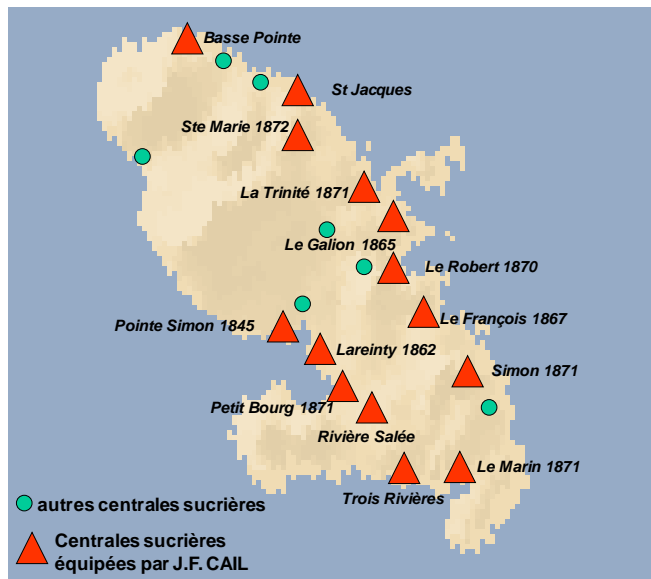 Basse Pointe
St Jacques
Ste Marie 1872
La Trinité 1871
Le Galion 1865
Le Robert 1870
Le François 1867
Pointe Simon 1845
Lareinty 1862
Simon 1871
Petit Bourg 1871
Rivière Salée
Le Marin 1871
Trois Rivières
autres centrales sucrières
Centrales sucrières
équipées par J.F. CAIL